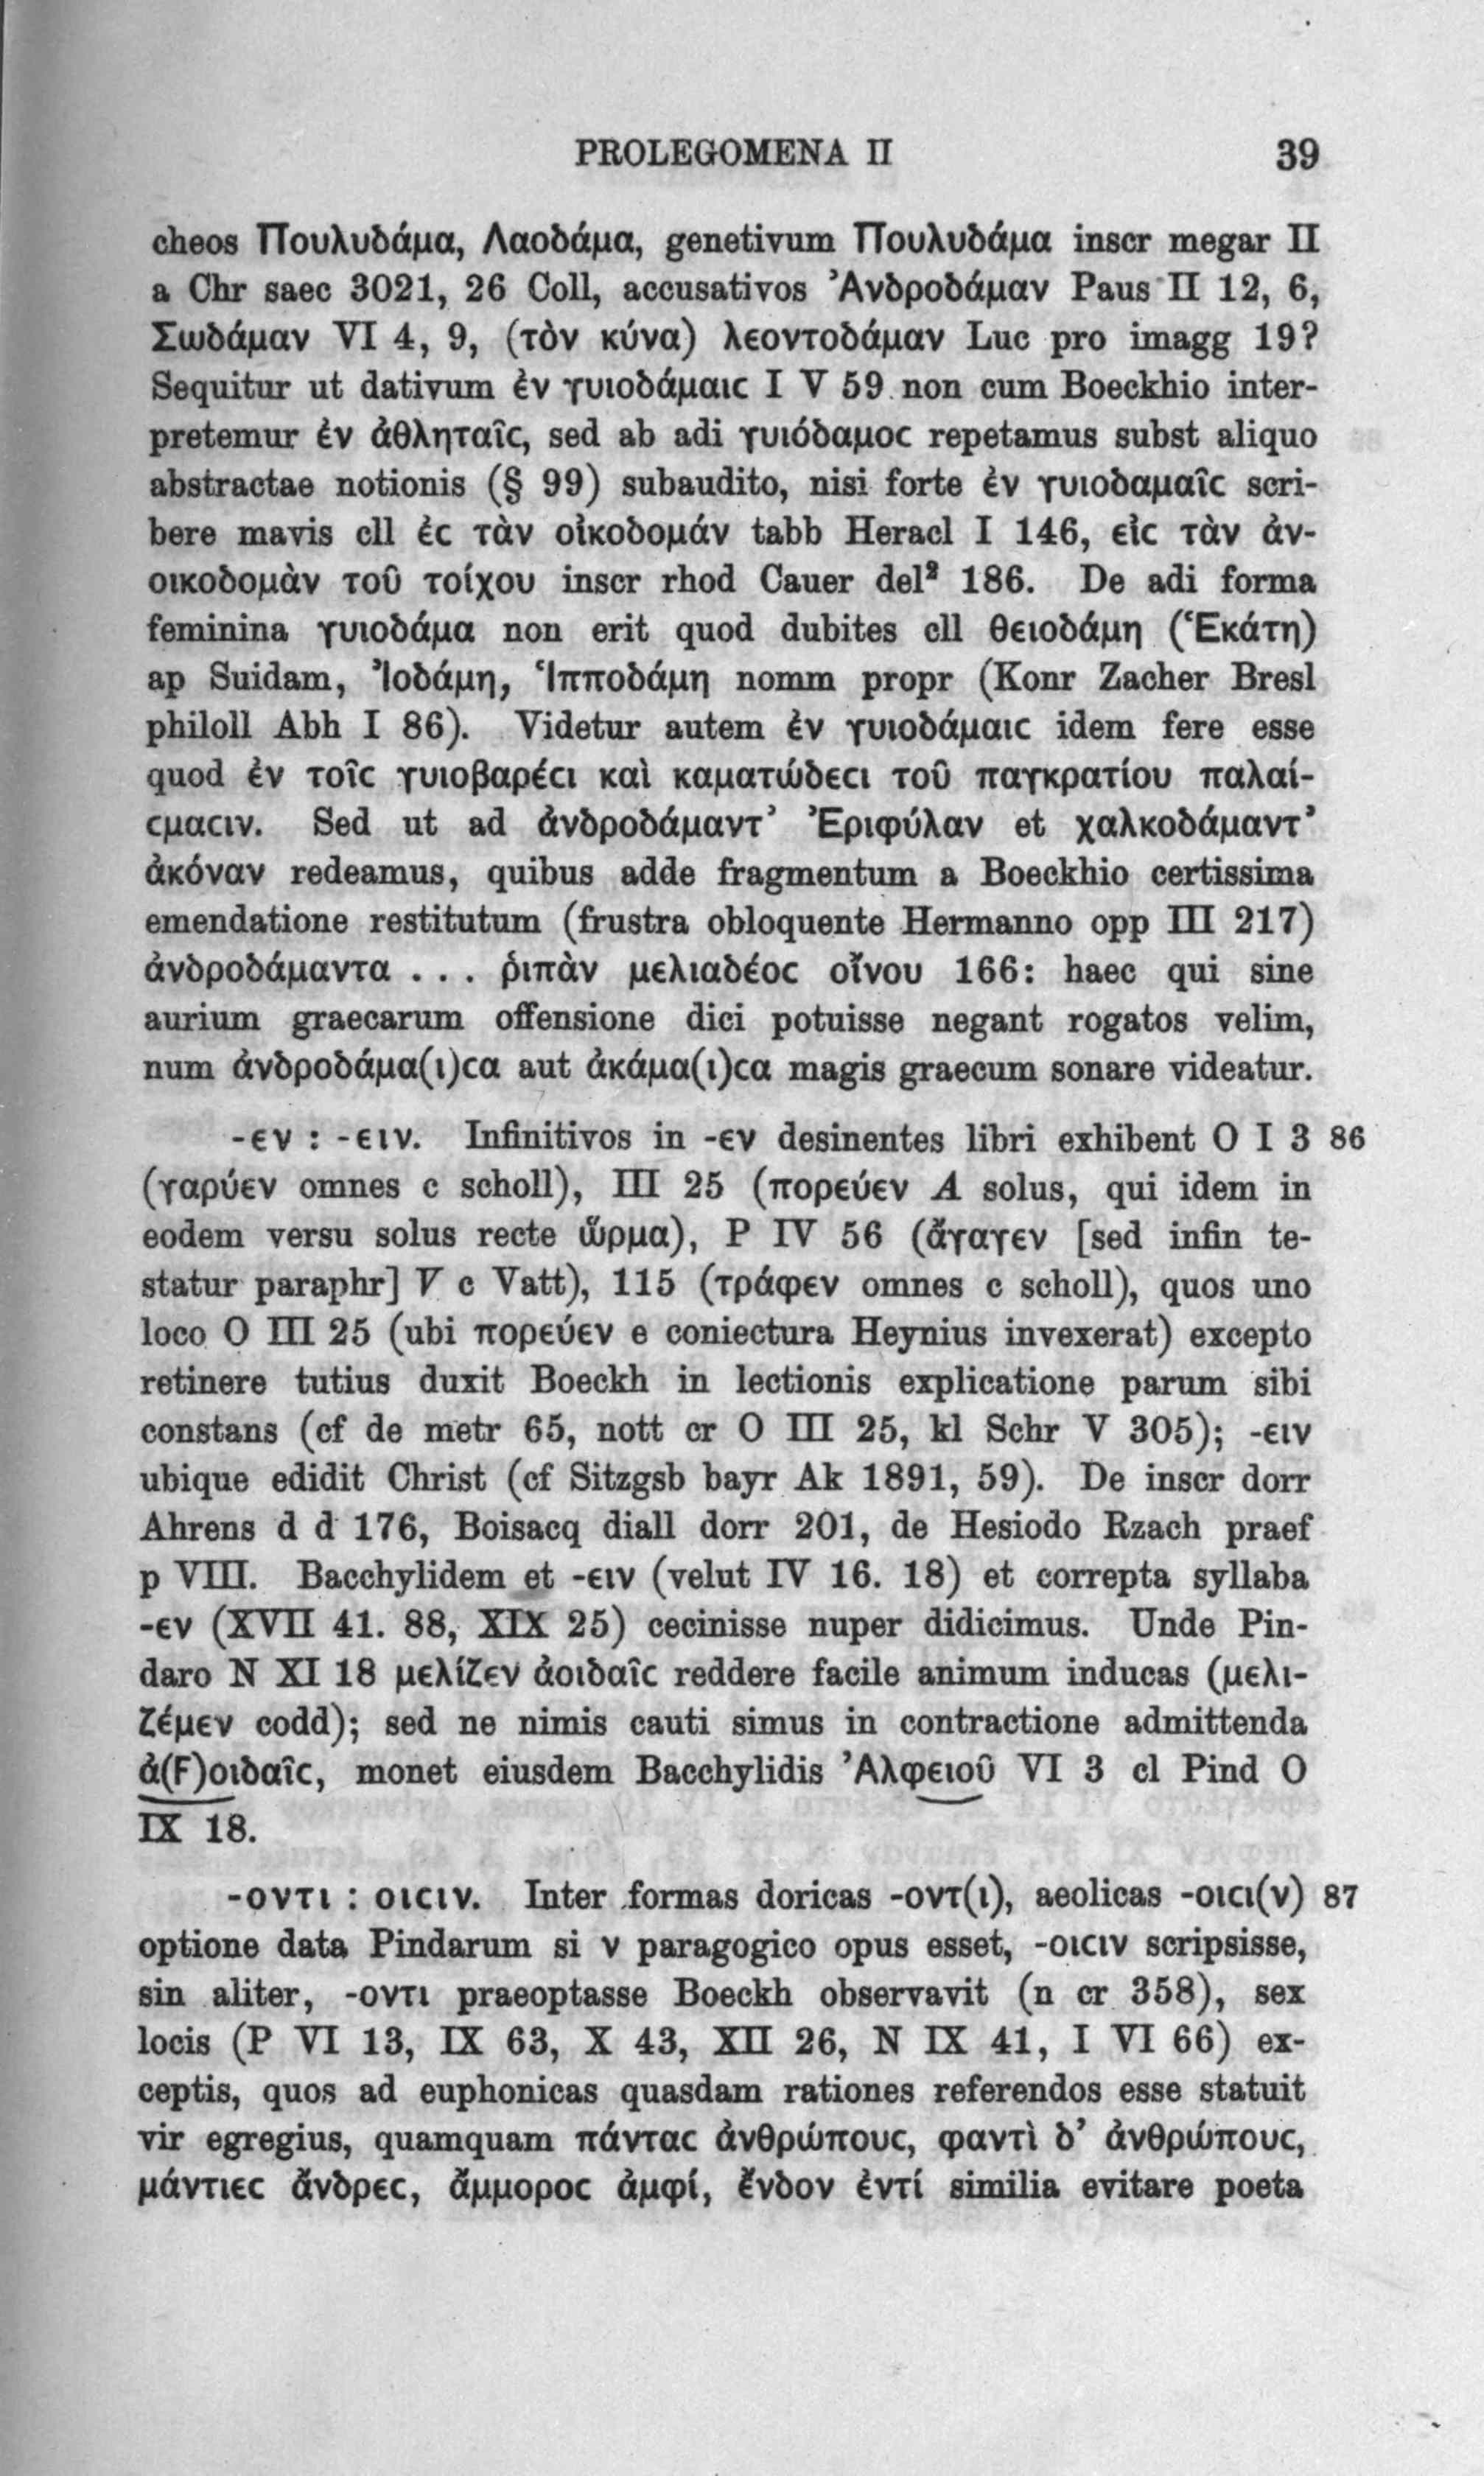 PROLEGOMENA II 39
cheos Πουλυδάμα, Λαοδάμα, genetivum Πουλυδάμα inscr megar II
a Chr saec 3021, 26 Coll, accusativos Ἀνδροδάμαν Paus II 12, 6,
Σωδάμαν VI 4, 9, (τὸν κύνα) λεοντοδάμαν Luc pro imagg 19?
Sequitur ut dativum ἐν γυιοδάμαιϲ I V 59 non cum Boeckhio inter-
pretemur ἐν ἀθληταῖϲ, sed ab adi γυιόδαμοϲ repetamus subst aliquo
abstractae notionis (§ 99) subaudito, nisi forte ἐν γυιοδαμαῖϲ scri-
bere mavis cll ἐϲ τὰν οἰκοδομάν tabb Heracl I 146, εἰϲ τὰν ἀν-
οικοδομὰν τοῦ τοίχου inscr rhod Cauer del² 186. De adi forma
feminina γυιοδάμα non erit quod dubites cll θειοδάμη (Ἑκάτη)
ap Suidam, Ἰοδάμη, Ἱπποδάμη nomm propr (Konr Zacher Bresl
philoll Abh I 86). Videtur autem ἐν γυιοδάμαιϲ idem fere esse
quod ἐν τοῖϲ γυιοβαρέϲι καὶ καματώδεϲι τοῦ παγκρατίου παλαί-
ϲμαϲιν. Sed ut ad ἀνδροδάμαντ’ Ἐριφύλαν et χαλκοδάμαντ’
ἀκόναν redeamus, quibus adde fragmentum a Boeckhio certissima
emendatione restitutum (frustra obloquente Hermanno opp III 217)
ἀνδροδάμαντα . . . ῥιπὰν μελιαδέοϲ οἴνου 166: haec qui sine
aurium graecarum offensione dici potuisse negant rogatos velim,
num ἀνδροδάμα(ι)ϲα aut ἀκάμα(ι)ϲα magis graecum sonare videatur.
-εν : -ειν. Infinitivos in -εν desinentes libri exhibent O I 3 86
(γαρύεν omnes c scholl), III 25 (πορεύεν A solus, qui idem in
eodem versu solus recte ὥρμα), P IV 56 (ἄγαγεν [sed infin te-
statur paraphr] V c Vatt), 115 (τράφεν omnes c scholl), quos uno
loco O III 25 (ubi πορεύεν e coniectura Heynius invexerat) excepto
retinere tutius duxit Boeckh in lectionis explicatione parum sibi
constans (cf de metr 65, nott cr O III 25, kl Schr V 305); -ειν
ubique edidit Christ (cf Sitzgsb bayr Ak 1891, 59). De inscr dorr
Ahrens d d 176, Boisacq diall dorr 201, de Hesiodo Rzach praef
p VIII. Bacchylidem et -ειν (velut IV 16. 18) et correpta syllaba
-εν (XVII 41. 88, XIX 25) cecinisse nuper didicimus. Unde Pin-
daro N XI 18 μελίζεν ἀοιδαῖϲ reddere facile animum inducas (μελι-
ζέμεν codd); sed ne nimis cauti simus in contractione admittenda
ἀ(ϝ)οιδαῖϲ, monet eiusdem Bacchylidis Ἀλφειοῦ VI 3 cl Pind O
IX 18.
-οντι : οιϲιν. Inter formas doricas -οντ(ι), aeolicas -οιϲι(ν) 87
optione data Pindarum si ν paragogico opus esset, -οιϲιν scripsisse,
sin aliter, -οντι praeoptasse Boeckh observavit (n cr 358), sex
locis (P VI 13, IX 63, X 43, XII 26, N IX 41, I VI 66) ex-
ceptis, quos ad euphonicas quasdam rationes referendos esse statuit
vir egregius, quamquam πάνταϲ ἀνθρώπουϲ, φαντὶ δ’ ἀνθρώπουϲ,
μάντιεϲ ἄνδρεϲ, ἄμμοροϲ ἀμφί, ἔνδον ἐντί similia evitare poeta